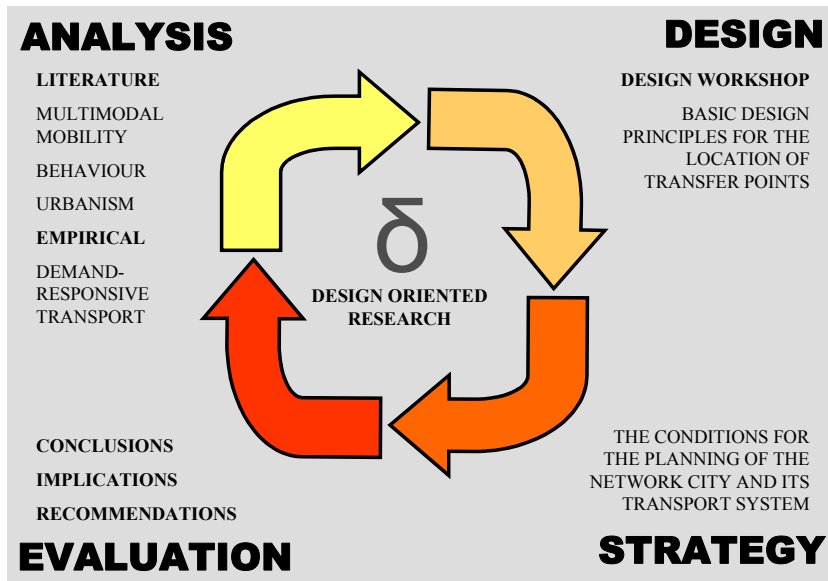 ANALYSIS
LITERATURE
MULTIMODAL
MOBILITY
BEHAVIOUR
URBANISM
EMPIRICAL
DEMAND-
RESPONSIVE
TRANSPORT
DESIGN
DESIGN WORKSHOP
BASIC DESIGN
PRINCIPLES FOR THE
LOCATION OF
TRANSFER POINTS
δ
DESIGN ORIENTED
RESEARCH
CONCLUSIONS
IMPLICATIONS
RECOMMENDATIONS
EVALUATION
THE CONDITIONS FOR
THE PLANNING OF THE
NETWORK CITY AND ITS
TRANSPORT SYSTEM
STRATEGY